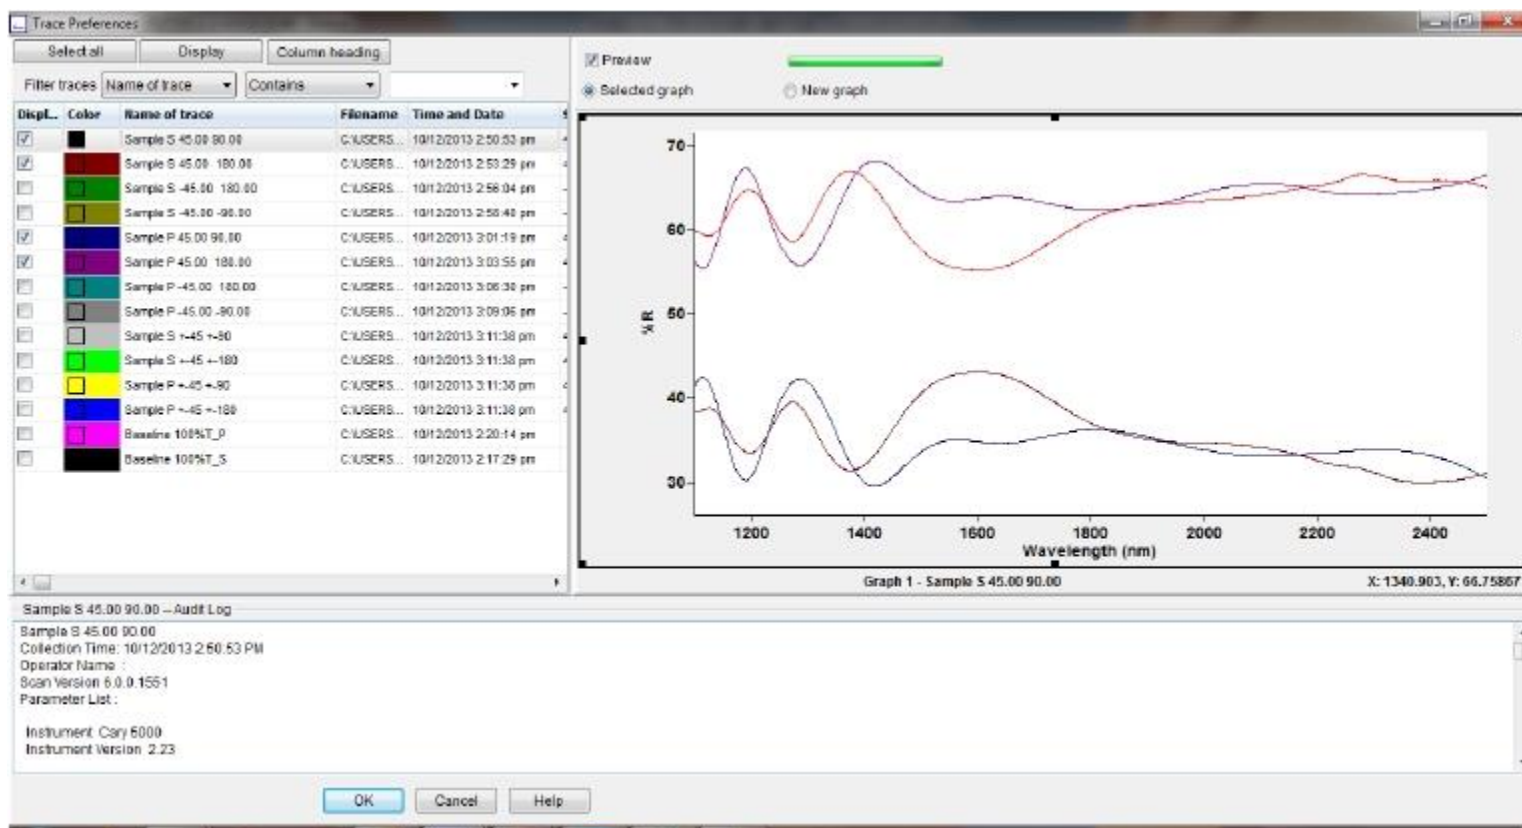 Trace Preferences
Select all Display Column heading
Filter traces Name of trace Contains
Preview
Selected graph New graph
Displ... Color Name of trace Filename Time and Date
Sample S 45.00 90.00 C:\USERS... 10/12/2013 2:50:53 pm
Sample S 45.00 180.00 C:\USERS... 10/12/2013 2:53:29 pm
Sample S -45.00 180.00 C:\USERS... 10/12/2013 2:56:04 pm
Sample S -45.00 -90.00 C:\USERS... 10/12/2013 2:58:40 pm
Sample P 45.00 90.00 C:\USERS... 10/12/2013 3:01:19 pm
Sample P 45.00 180.00 C:\USERS... 10/12/2013 3:03:55 pm
Sample P -45.00 180.00 C:\USERS... 10/12/2013 3:06:30 pm
Sample P -45.00 -90.00 C:\USERS... 10/12/2013 3:09:06 pm
Sample S +-45 +-90 C:\USERS... 10/12/2013 3:11:38 pm
Sample S +-45 +-180 C:\USERS... 10/12/2013 3:11:38 pm
Sample P +-45 +-90 C:\USERS... 10/12/2013 3:11:38 pm
Sample P +-45 +-180 C:\USERS... 10/12/2013 3:11:38 pm
Baseline 100%T_P C:\USERS... 10/12/2013 2:20:14 pm
Baseline 100%T_S C:\USERS... 10/12/2013 2:17:29 pm
70
60
50
40
30
%R
1200 1400 1600 1800 2000 2200 2400
Wavelength (nm)
Graph 1 - Sample S 45.00 90.00 X: 1340.903, Y: 66.75867
Sample S 45.00 90.00 -- Audit Log
Sample S 45.00 90.00
Collection Time: 10/12/2013 2:50:53 PM
Operator Name :
Scan Version 6.0.0.1551
Parameter List :
Instrument Cary 5000
Instrument Version 2.23
OK Cancel Help